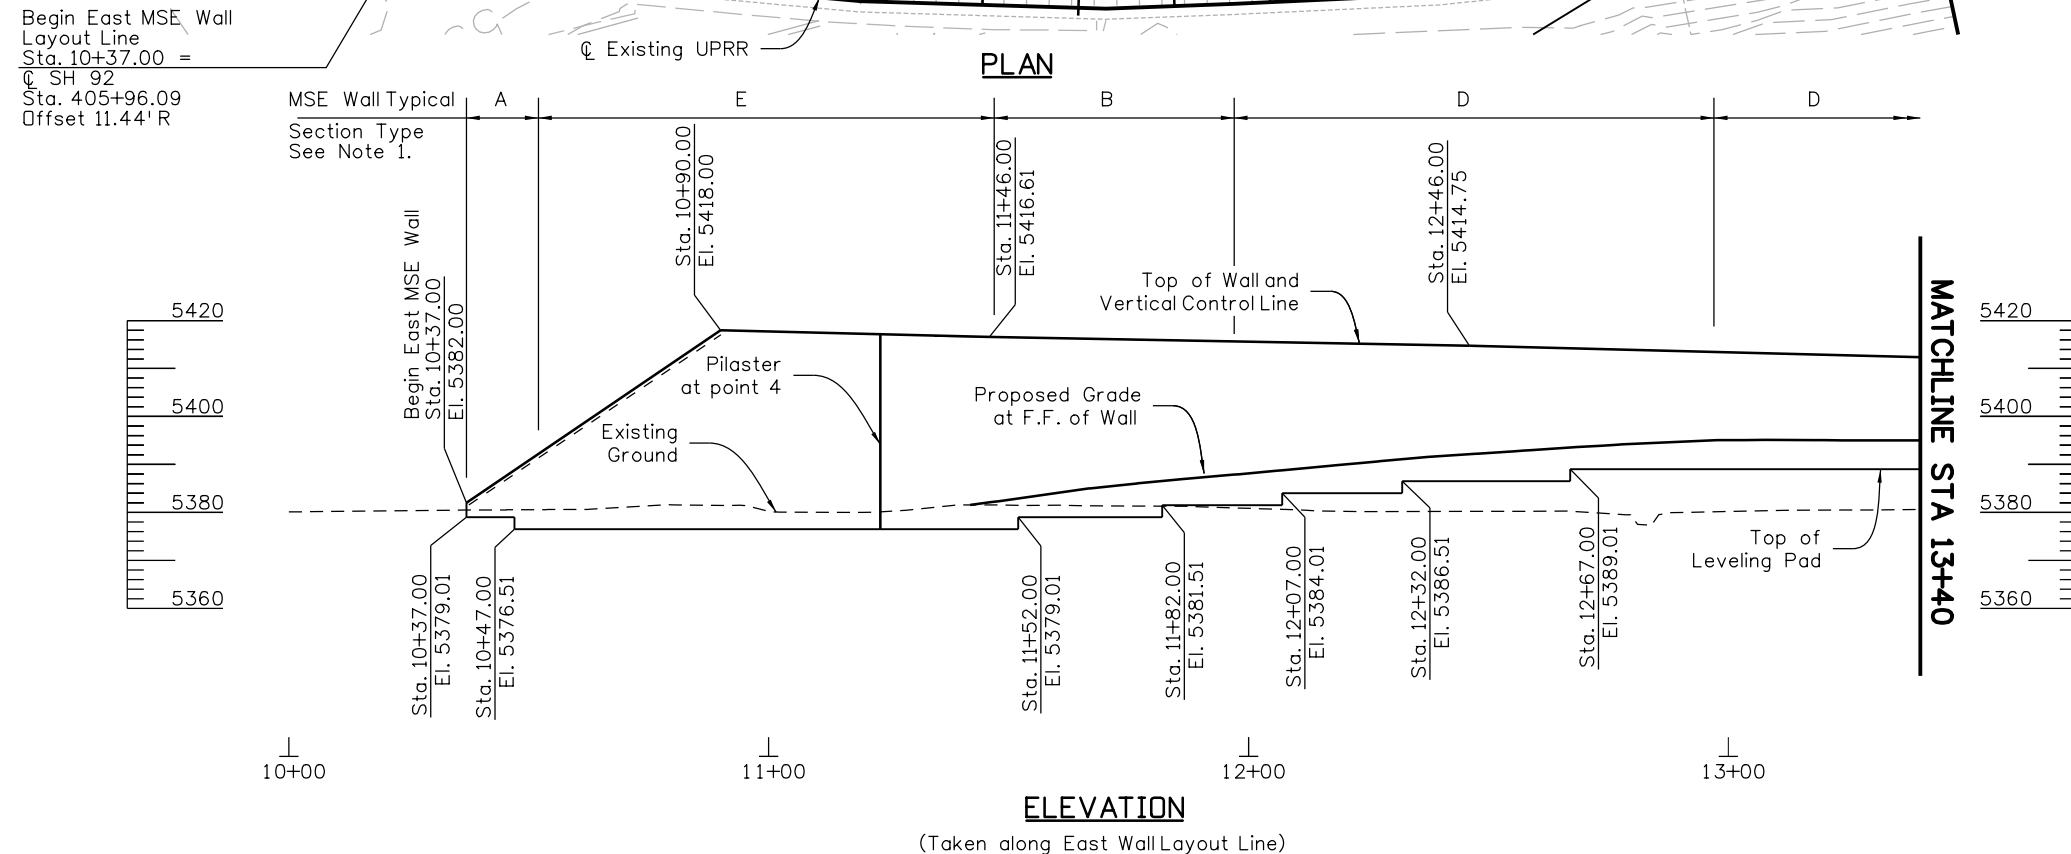 Begin East MSE Wall
Layout Line
Sta. 10+37.00 =
℄ SH 92
Sta. 405+96.09
Offset 11.44' R
℄ Existing UPRR
PLAN
MSE Wall Typical
Section Type
See Note 1.
A
E
B
D
D
Begin East MSE Wall
Sta. 10+37.00
El. 5382.00
Sta. 10+90.00
El. 5418.00
Sta. 11+46.00
El. 5416.61
Sta. 12+46.00
El. 5414.75
Top of Wall and
Vertical Control Line
Pilaster
at point 4
Proposed Grade
at F.F. of Wall
Existing
Ground
Top of
Leveling Pad
5420
5400
5380
5360
5420
5400
5380
5360
MATCHLINE STA 13+40
Sta. 10+37.00
El. 5379.01
Sta. 10+47.00
El. 5376.51
Sta. 11+52.00
El. 5379.01
Sta. 11+82.00
El. 5381.51
Sta. 12+07.00
El. 5384.01
Sta. 12+32.00
El. 5386.51
Sta. 12+67.00
El. 5389.01
10+00
11+00
12+00
13+00
ELEVATION
(Taken along East Wall Layout Line)